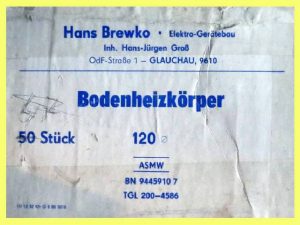 Hans Brewko • Elektro-Gerätebau
Inh. Hans-Jürgen Groß
OdF-Straße 1 – GLAUCHAU, 9610
Bodenheizkörper
50 Stück 120 ⌀
ASMW
BN 9445910 7
TGL 200-4586